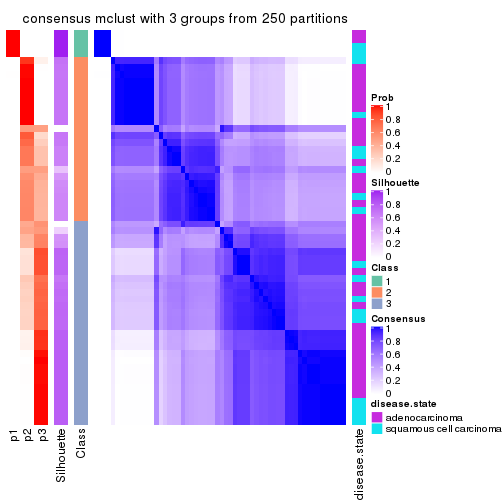 consensus mclust with 3 groups from 250 partitions
Prob
1
0.8
0.6
0.4
0.2
0
Silhouette
1
0.8
0.6
0.4
0.2
0
Class
1
2
3
Consensus
1
0.8
0.6
0.4
0.2
0
disease.state
adenocarcinoma
squamous cell carcinoma
p1
p2
p3
Silhouette
Class
disease.state